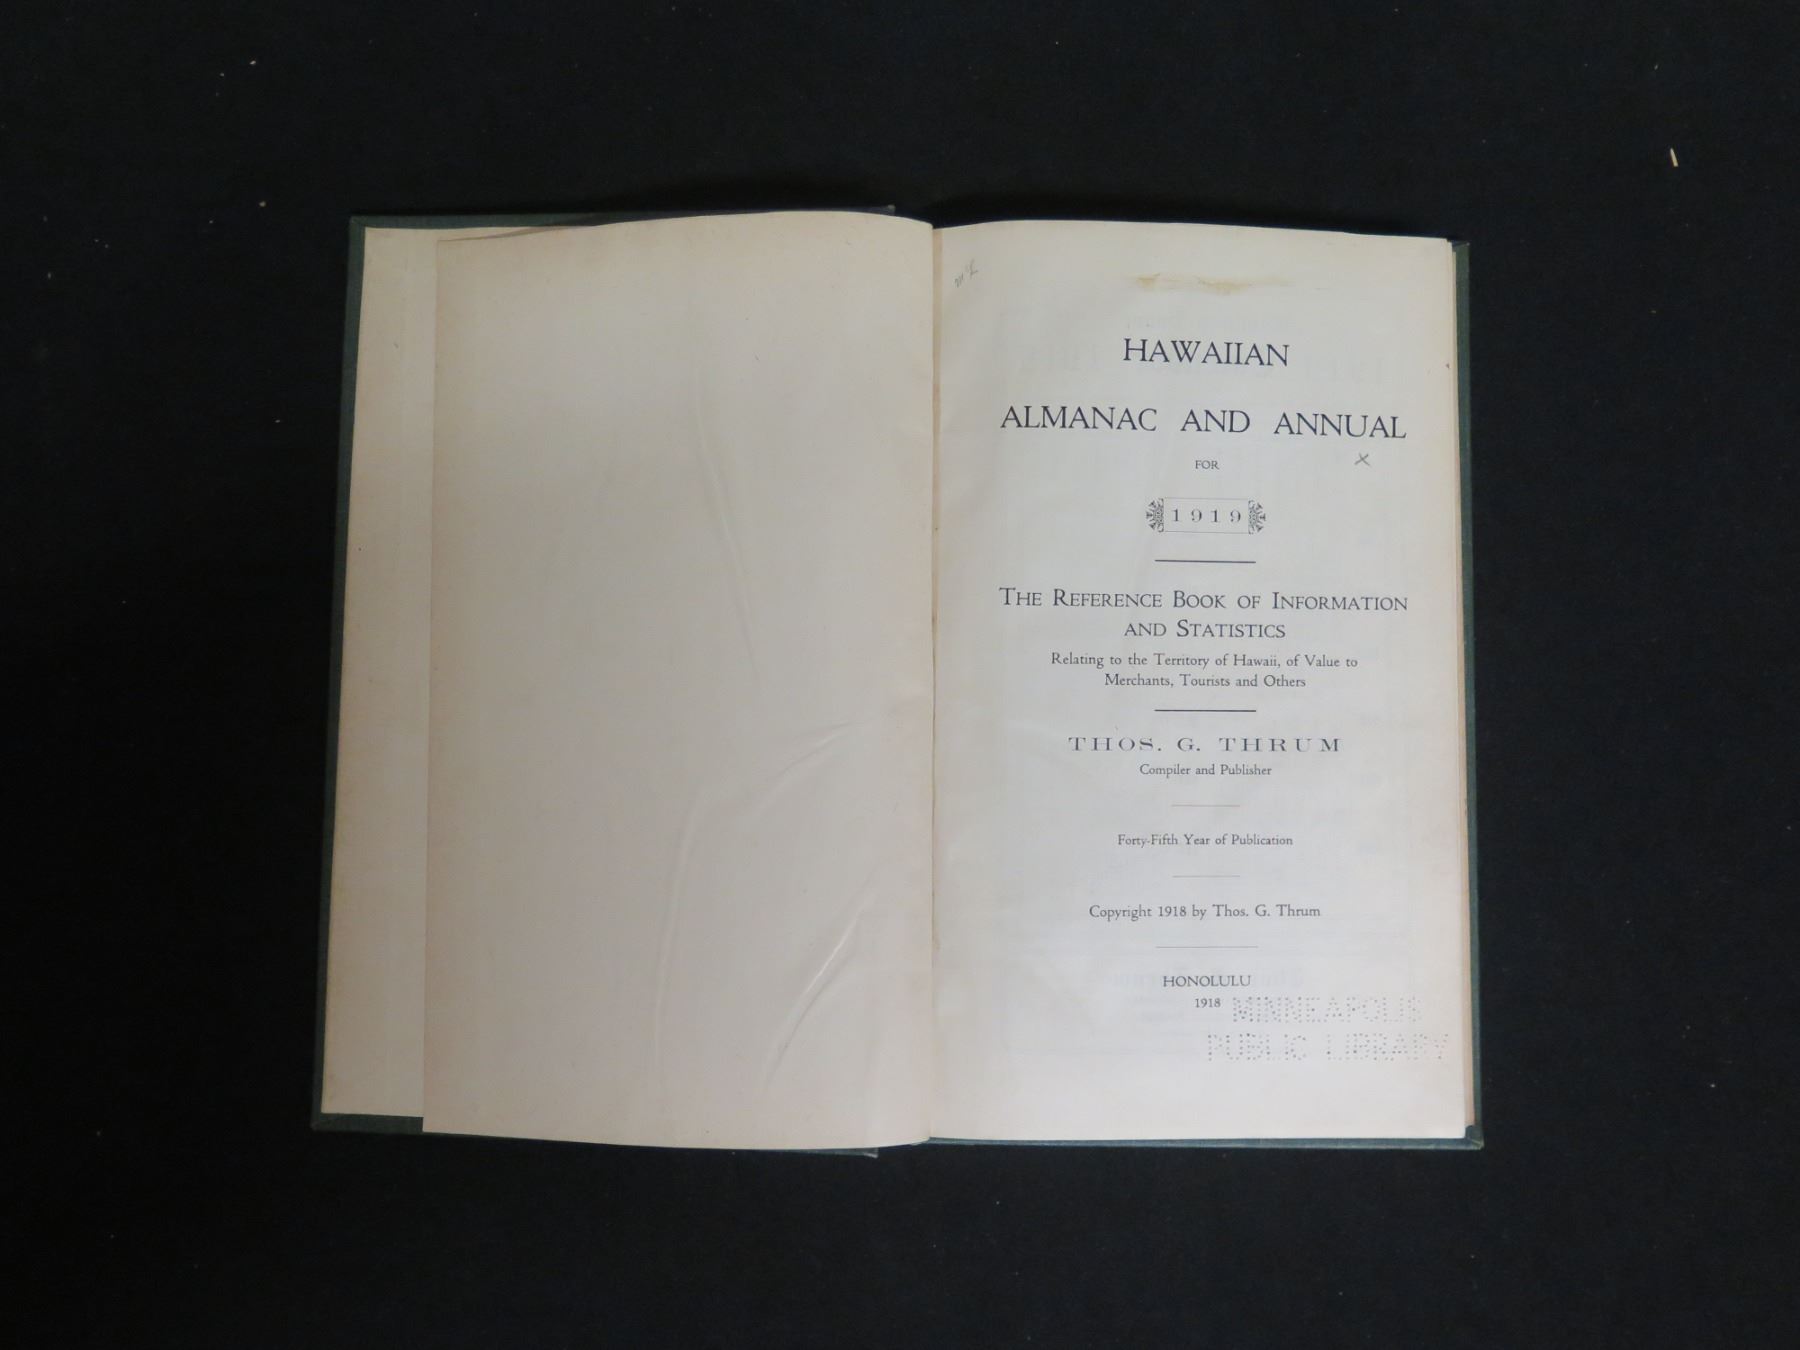 HAWAIIAN
ALMANAC AND ANNUAL
FOR
1919
THE REFERENCE BOOK OF INFORMATION
AND STATISTICS
Relating to the Territory of Hawaii, of Value to
Merchants, Tourists and Others
THOS. G. THRUM
Compiler and Publisher
Forty-Fifth Year of Publication
Copyright 1918 by Thos. G. Thrum
HONOLULU
1918
MINNEAPOLIS
PUBLIC LIBRARY